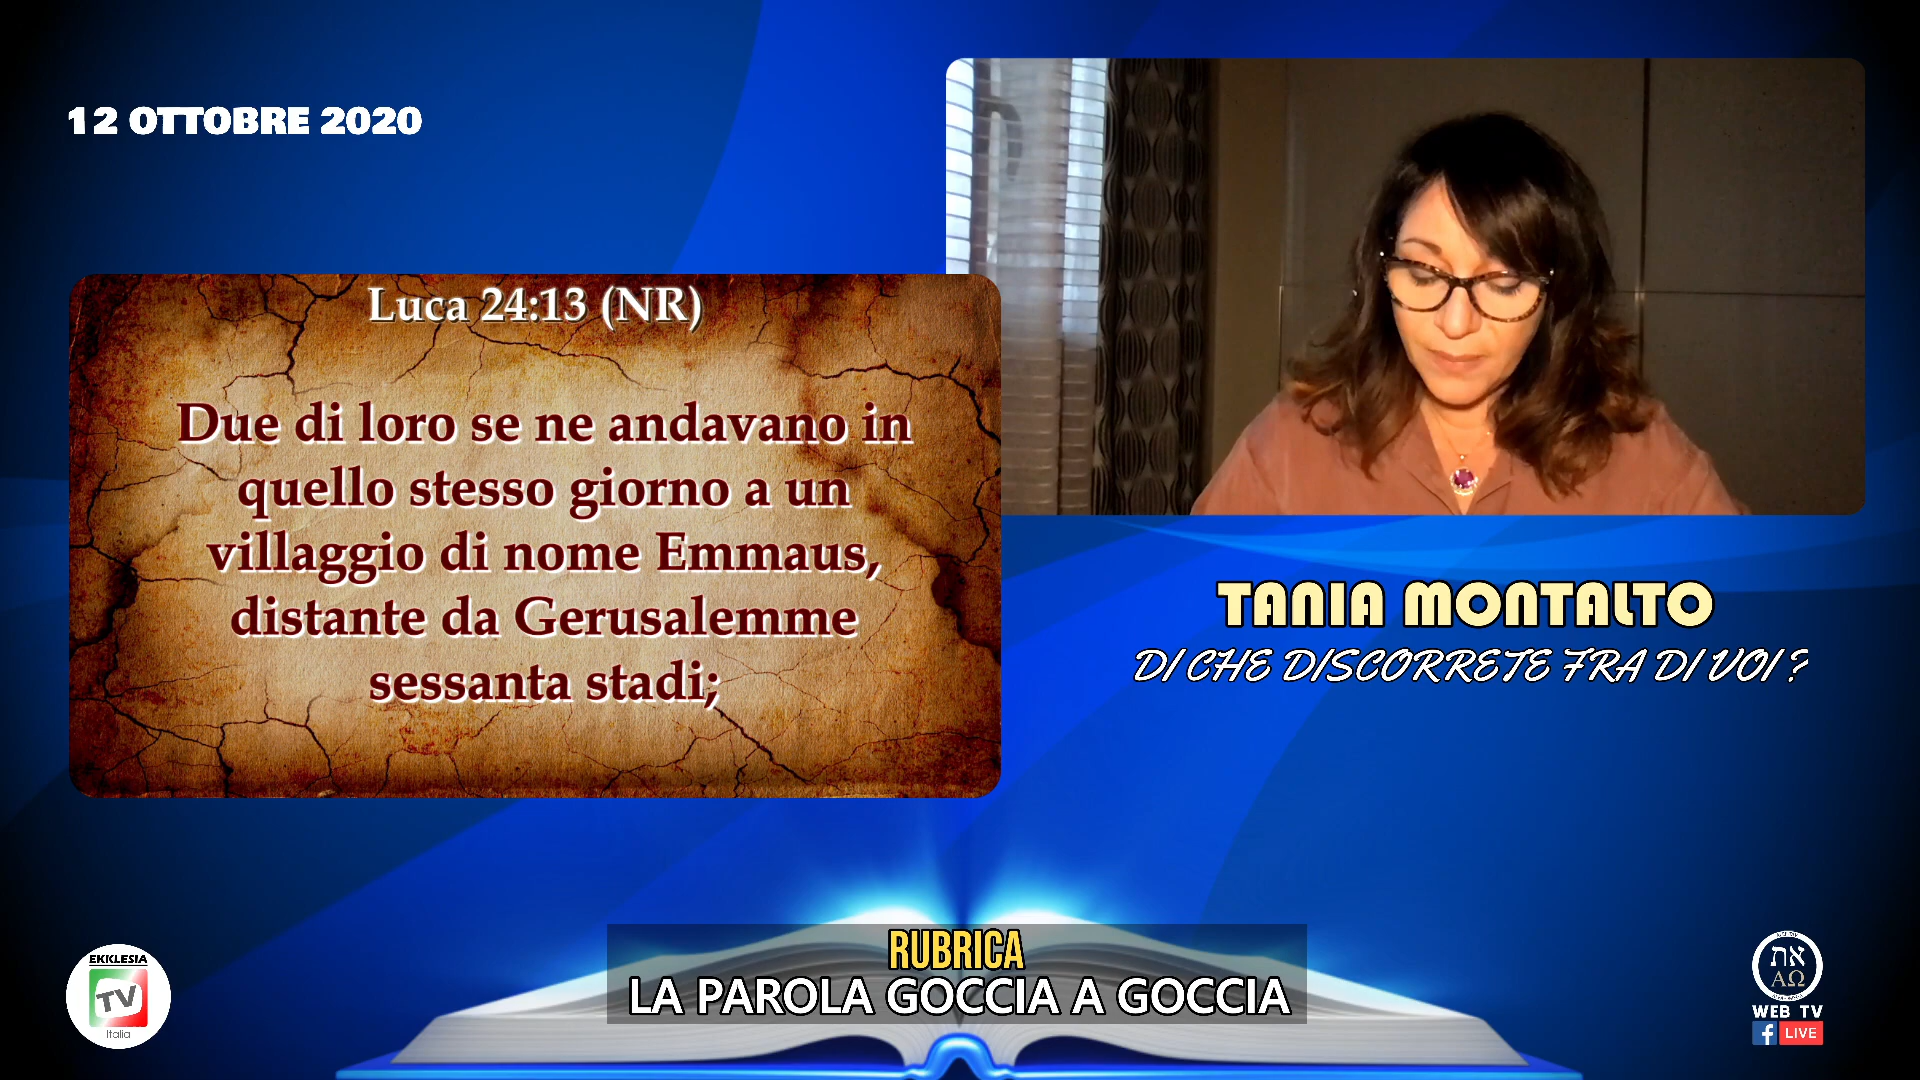 12 OTTOBRE 2020
Luca 24:13 (NR)
Due di loro se ne andavano in
quello stesso giorno a un
villaggio di nome Emmaus,
distante da Gerusalemme
sessanta stadi;
TANIA MONTALTO
DI CHE DISCORRETE FRA DI VOI ?
RUBRICA
LA PAROLA GOCCIA A GOCCIA
EKKLESIA
TV
Italia
את
ΑΩ
WEB TV
f LIVE